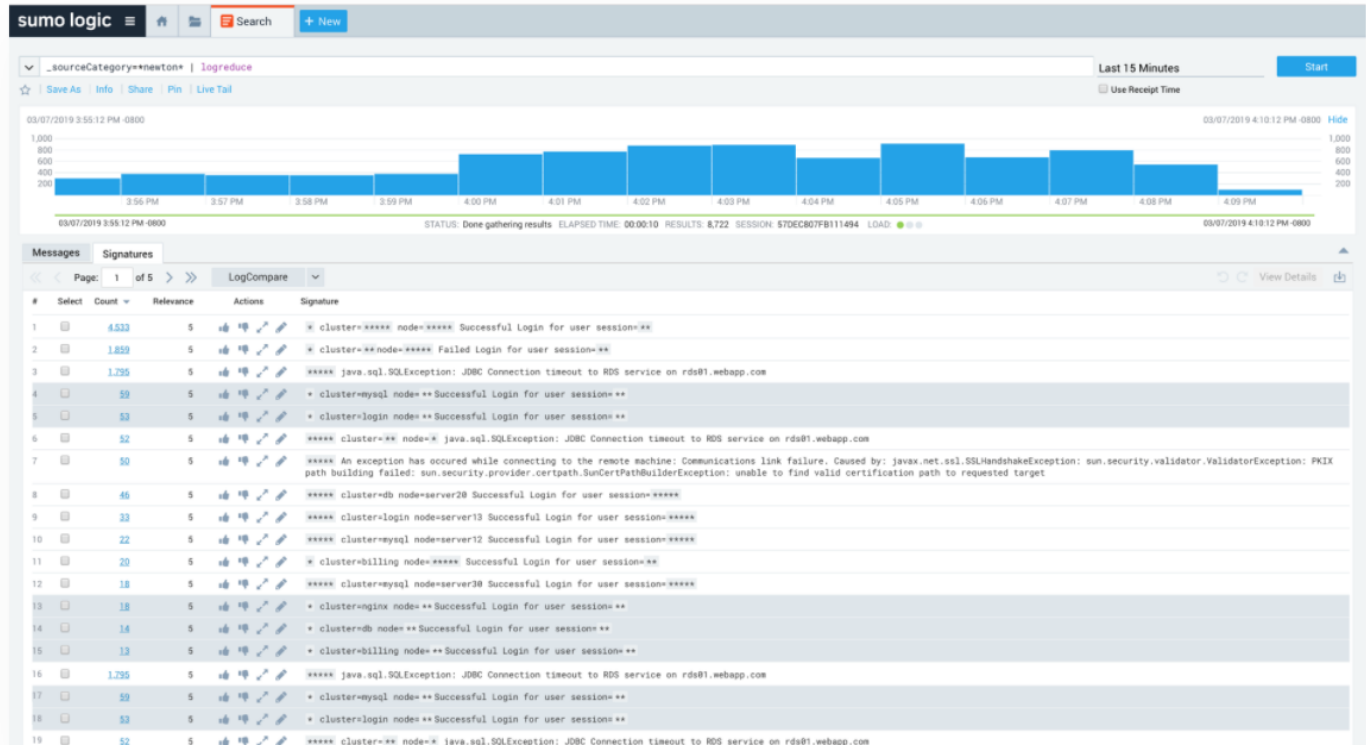 sumo logic Search + New
_sourceCategory=*newton* | logreduce Last 15 Minutes Start
Save As Info Share Pin Live Tail Use Receipt Time
03/07/2019 3:55:12 PM -0800 03/07/2019 4:10:12 PM -0800 Hide
1,000 1,000
800 800
600 600
400 400
200 200
3:56 PM 3:57 PM 3:58 PM 3:59 PM 4:00 PM 4:01 PM 4:02 PM 4:03 PM 4:04 PM 4:05 PM 4:06 PM 4:07 PM 4:08 PM 4:09 PM
03/07/2019 3:55:12 PM -0800 STATUS: Done gathering results ELAPSED TIME: 00:00:10 RESULTS: 8,722 SESSION: 57DEC807FB111494 LOAD: 03/07/2019 4:10:12 PM -0800
Messages Signatures
Page: 1 of 5 LogCompare View Details
# Select Count Relevance Actions Signature
1 4,533 5 * cluster=***** node=***** Successful Login for user session=**
2 1,859 5 * cluster=**node=***** Failed Login for user session=**
3 1,795 5 ***** java.sql.SQLException: JDBC Connection timeout to RDS service on rds01.webapp.com
4 59 5 * cluster=mysql node=** Successful Login for user session=**
5 53 5 * cluster=login node=** Successful Login for user session=**
6 52 5 ***** cluster=** node=* java.sql.SQLException: JDBC Connection timeout to RDS service on rds01.webapp.com
7 50 5 ***** An exception has occured while connecting to the remote machine: Communications link failure. Caused by: javax.net.ssl.SSLHandshakeException: sun.security.validator.ValidatorException: PKIX
path building failed: sun.security.provider.certpath.SunCertPathBuilderException: unable to find valid certification path to requested target
8 46 5 ***** cluster=db node=server20 Successful Login for user session=*****
9 33 5 ***** cluster=login node=server13 Successful Login for user session=*****
10 22 5 ***** cluster=mysql node=server12 Successful Login for user session=*****
11 20 5 * cluster=billing node=***** Successful Login for user session=**
12 18 5 ***** cluster=mysql node=server30 Successful Login for user session=*****
13 18 5 * cluster=nginx node=** Successful Login for user session=**
14 14 5 * cluster=db node=** Successful Login for user session=**
15 13 5 * cluster=billing node=** Successful Login for user session=**
16 1,795 5 ***** java.sql.SQLException: JDBC Connection timeout to RDS service on rds01.webapp.com
17 59 5 * cluster=mysql node=** Successful Login for user session=**
18 53 5 * cluster=login node=** Successful Login for user session=**
19 52 5 ***** cluster=** node=* java.sql.SQLException: JDBC Connection timeout to RDS service on rds01.webapp.com